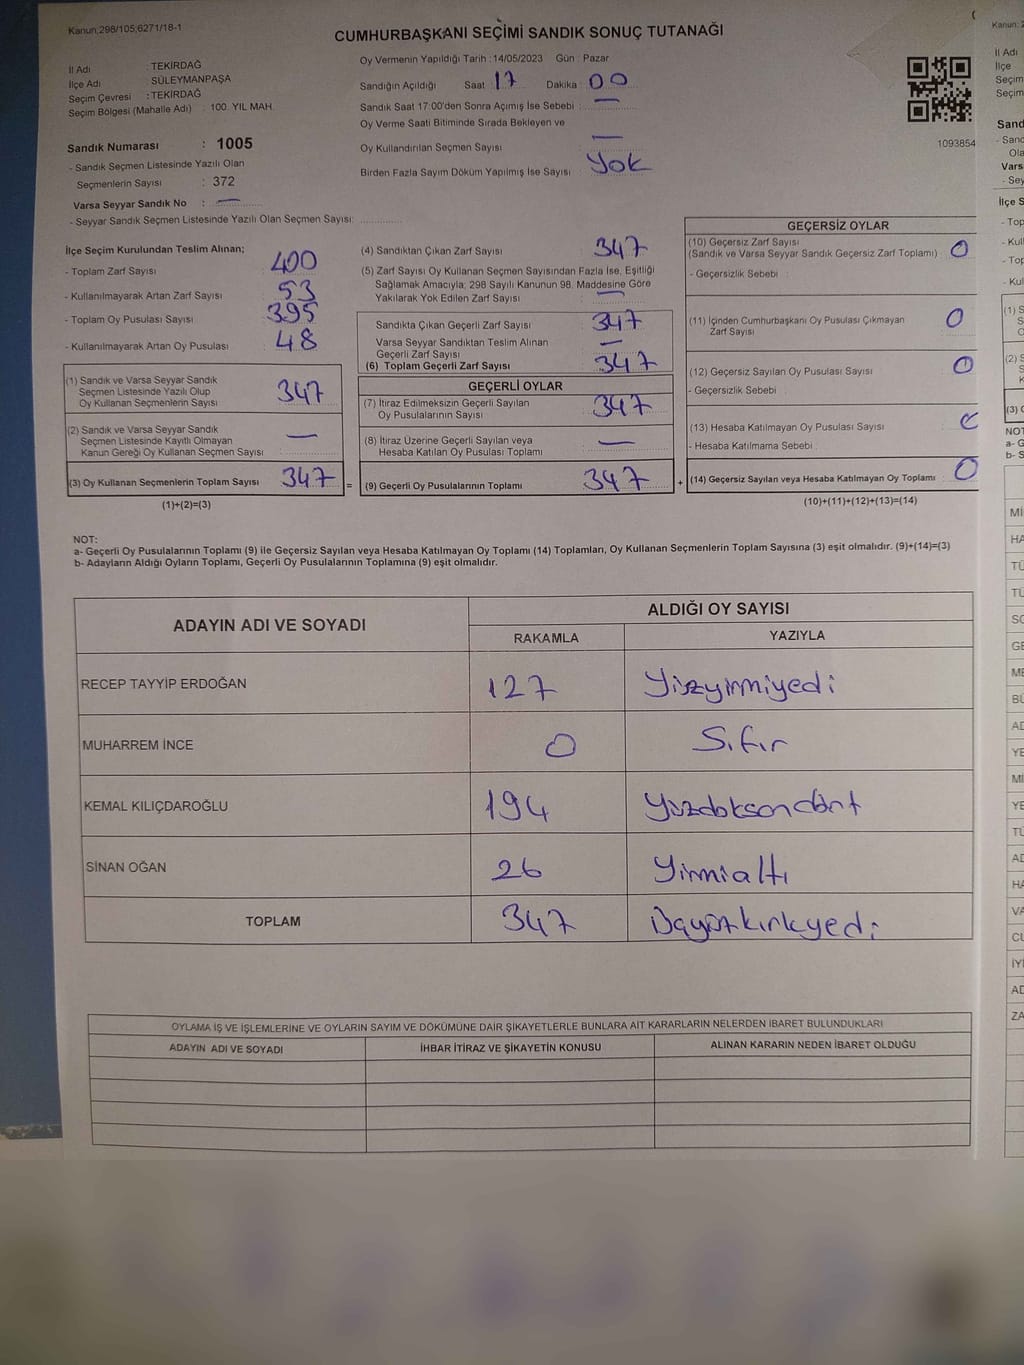 Kanun;298/105;6271/18-1
CUMHURBAŞKANI SEÇİMİ SANDIK SONUÇ TUTANAĞI
İl Adı : TEKİRDAĞ
İlçe Adı : SÜLEYMANPAŞA
Seçim Çevresi : TEKİRDAĞ
Seçim Bölgesi (Mahalle Adı) : 100. YIL MAH.
Sandık Numarası : 1005
- Sandık Seçmen Listesinde Yazılı Olan
Seçmenlerin Sayısı : 372
Varsa Seyyar Sandık No : —
- Seyyar Sandık Seçmen Listesinde Yazılı Olan Seçmen Sayısı:
Oy Vermenin Yapıldığı Tarih : 14/05/2023 Gün : Pazar
Sandığın Açıldığı Saat 17 Dakika : 00
Sandık Saat 17:00'den Sonra Açımış İse Sebebi : —
Oy Verme Saati Bitiminde Sırada Bekleyen ve
Oy Kullandırılan Seçmen Sayısı : —
Birden Fazla Sayım Döküm Yapılmış İse Sayısı : Yok
1093854
İlçe Seçim Kurulundan Teslim Alınan;
- Toplam Zarf Sayısı 400
- Kullanılmayarak Artan Zarf Sayısı 53
- Toplam Oy Pusulası Sayısı 395
- Kullanılmayarak Artan Oy Pusulası 48
(1) Sandık ve Varsa Seyyar Sandık
Seçmen Listesinde Yazılı Olup
Oy Kullanan Seçmenlerin Sayısı 347
(2) Sandık ve Varsa Seyyar Sandık
Seçmen Listesinde Kayıtlı Olmayan
Kanun Gereği Oy Kullanan Seçmen Sayısı —
(3) Oy Kullanan Seçmenlerin Toplam Sayısı 347 =
(1)+(2)=(3)
(4) Sandıktan Çıkan Zarf Sayısı 347
(5) Zarf Sayısı Oy Kullanan Seçmen Sayısından Fazla İse, Eşitliği
Sağlamak Amacıyla; 298 Sayılı Kanunun 98. Maddesine Göre
Yakılarak Yok Edilen Zarf Sayısı —
Sandıkta Çıkan Geçerli Zarf Sayısı 347
Varsa Seyyar Sandıktan Teslim Alınan
Geçerli Zarf Sayısı —
(6) Toplam Geçerli Zarf Sayısı 347
GEÇERLİ OYLAR
(7) İtiraz Edilmeksizin Geçerli Sayılan
Oy Pusulalarının Sayısı 347
(8) İtiraz Üzerine Geçerli Sayılan veya
Hesaba Katılan Oy Pusulası Toplamı —
(9) Geçerli Oy Pusulalarının Toplamı 347 +
GEÇERSİZ OYLAR
(10) Geçersiz Zarf Sayısı
(Sandık ve Varsa Seyyar Sandık Geçersiz Zarf Toplamı) : 0
- Geçersizlik Sebebi :
(11) İçinden Cumhurbaşkanı Oy Pusulası Çıkmayan
Zarf Sayısı 0
(12) Geçersiz Sayılan Oy Pusulası Sayısı 0
- Geçersizlik Sebebi
(13) Hesaba Katılmayan Oy Pusulası Sayısı
- Hesaba Katılmama Sebebi :
(14) Geçersiz Sayılan veya Hesaba Katılmayan Oy Toplamı 0
(10)+(11)+(12)+(13)=(14)
NOT:
a- Geçerli Oy Pusulalarının Toplamı (9) ile Geçersiz Sayılan veya Hesaba Katılmayan Oy Toplamı (14) Toplamları, Oy Kullanan Seçmenlerin Toplam Sayısına (3) eşit olmalıdır. (9)+(14)=(3)
b- Adayların Aldığı Oyların Toplamı, Geçerli Oy Pusulalarının Toplamına (9) eşit olmalıdır.
ADAYIN ADI VE SOYADI ALDIĞI OY SAYISI
RAKAMLA YAZIYLA
RECEP TAYYİP ERDOĞAN 127 Yüzyirmiyedi
MUHARREM İNCE 0 Sıfır
KEMAL KILIÇDAROĞLU 194 Yüzdoksandört
SİNAN OĞAN 26 Yirmialtı
TOPLAM 347 Üçyüzkırkyedi
OYLAMA İŞ VE İŞLEMLERİNE VE OYLARIN SAYIM VE DÖKÜMÜNE DAİR ŞİKAYETLERLE BUNLARA AİT KARARLARIN NELERDEN İBARET BULUNDUKLARI
ADAYIN ADI VE SOYADI İHBAR İTİRAZ VE ŞİKAYETİN KONUSU ALINAN KARARIN NEDEN İBARET OLDUĞU